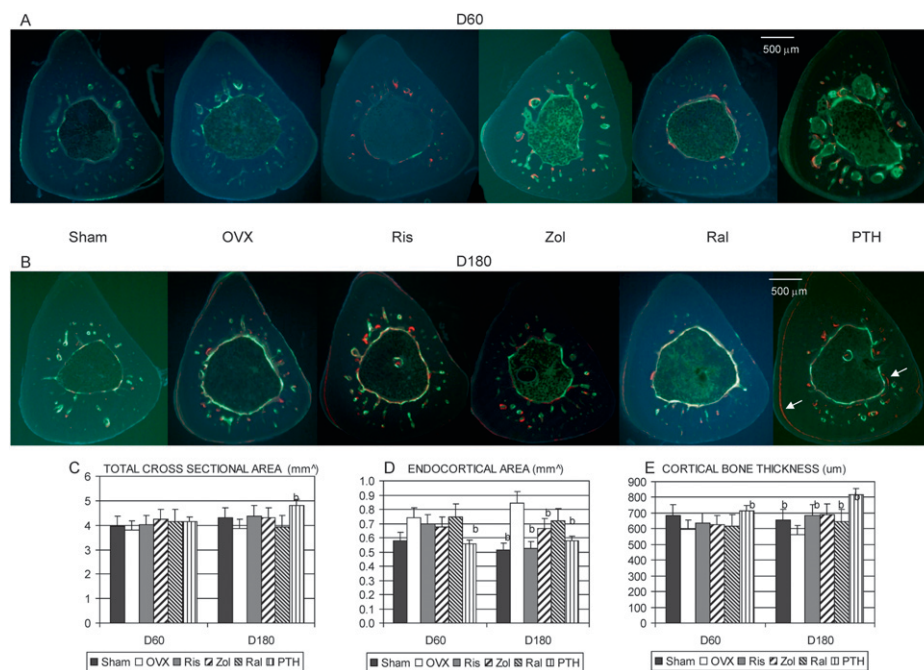 A D60
500 μm
Sham OVX Ris Zol Ral PTH
B D180
500 μm
C TOTAL CROSS SECTIONAL AREA (mm^)
6
5
4
3
2
1
0
b
D60 D180
Sham OVX Ris Zol Ral PTH
D ENDOCORTICAL AREA (mm^)
1.0
0.9
0.8
0.7
0.6
0.5
0.4
0.3
0.2
0.1
0.0
b b b b b
D60 D180
Sham OVX Ris Zol Ral PTH
E CORTICAL BONE THICKNESS (um)
900
800
700
600
500
400
300
200
100
0
b b b b b b
D60 D180
Sham OVX Ris Zol Ral PTH